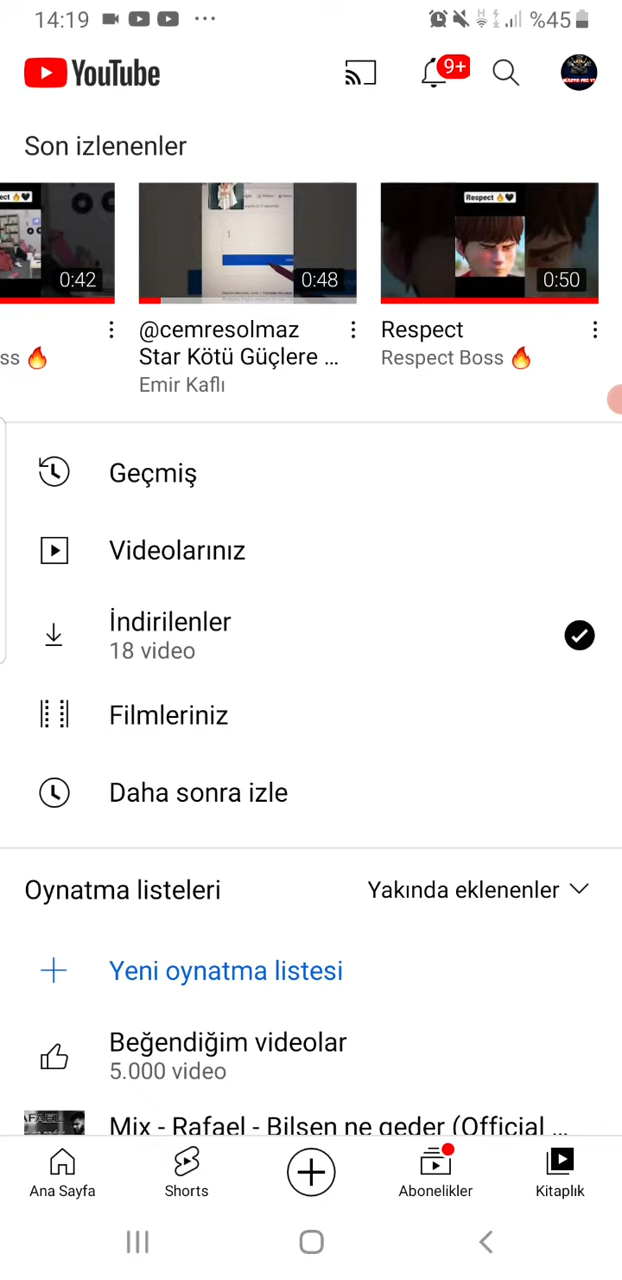 14:19
%45
YouTube
9+
Son izlenenler
Respect 🔥🖤
0:42
0:48
0:50
@cemresolmaz
Star Kötü Güçlere ...
Emir Kaflı
Respect
Respect Boss 🔥
ss 🔥
Geçmiş
Videolarınız
İndirilenler
18 video
Filmleriniz
Daha sonra izle
Oynatma listeleri
Yakında eklenenler
Yeni oynatma listesi
Beğendiğim videolar
5.000 video
Mix - Rafael - Bilsen ne qeder (Official ...
Ana Sayfa
Shorts
Abonelikler
Kitaplık